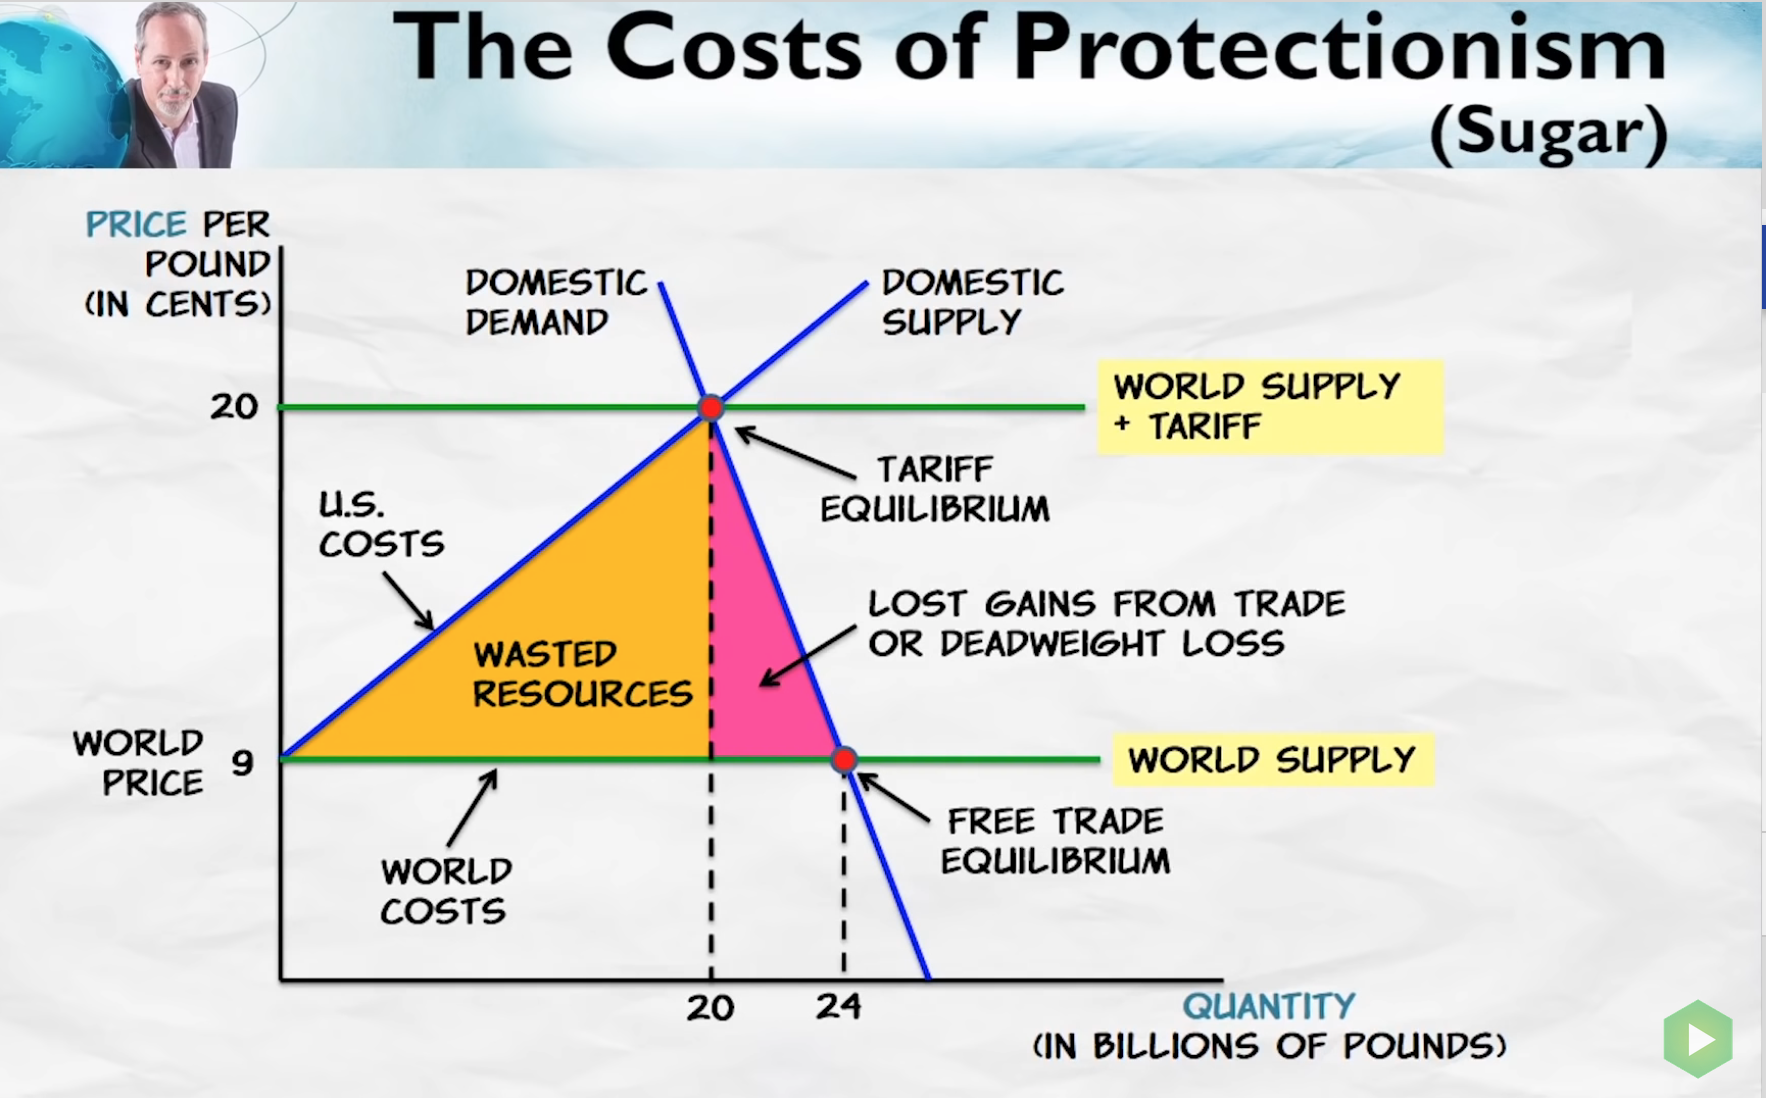 The Costs of Protectionism
(Sugar)
PRICE PER
POUND
(IN CENTS)
DOMESTIC
DEMAND
DOMESTIC
SUPPLY
20
WORLD SUPPLY
+ TARIFF
TARIFF
EQUILIBRIUM
U.S.
COSTS
LOST GAINS FROM TRADE
OR DEADWEIGHT LOSS
WASTED
RESOURCES
WORLD
PRICE
9
WORLD SUPPLY
FREE TRADE
EQUILIBRIUM
WORLD
COSTS
20
24
QUANTITY
(IN BILLIONS OF POUNDS)